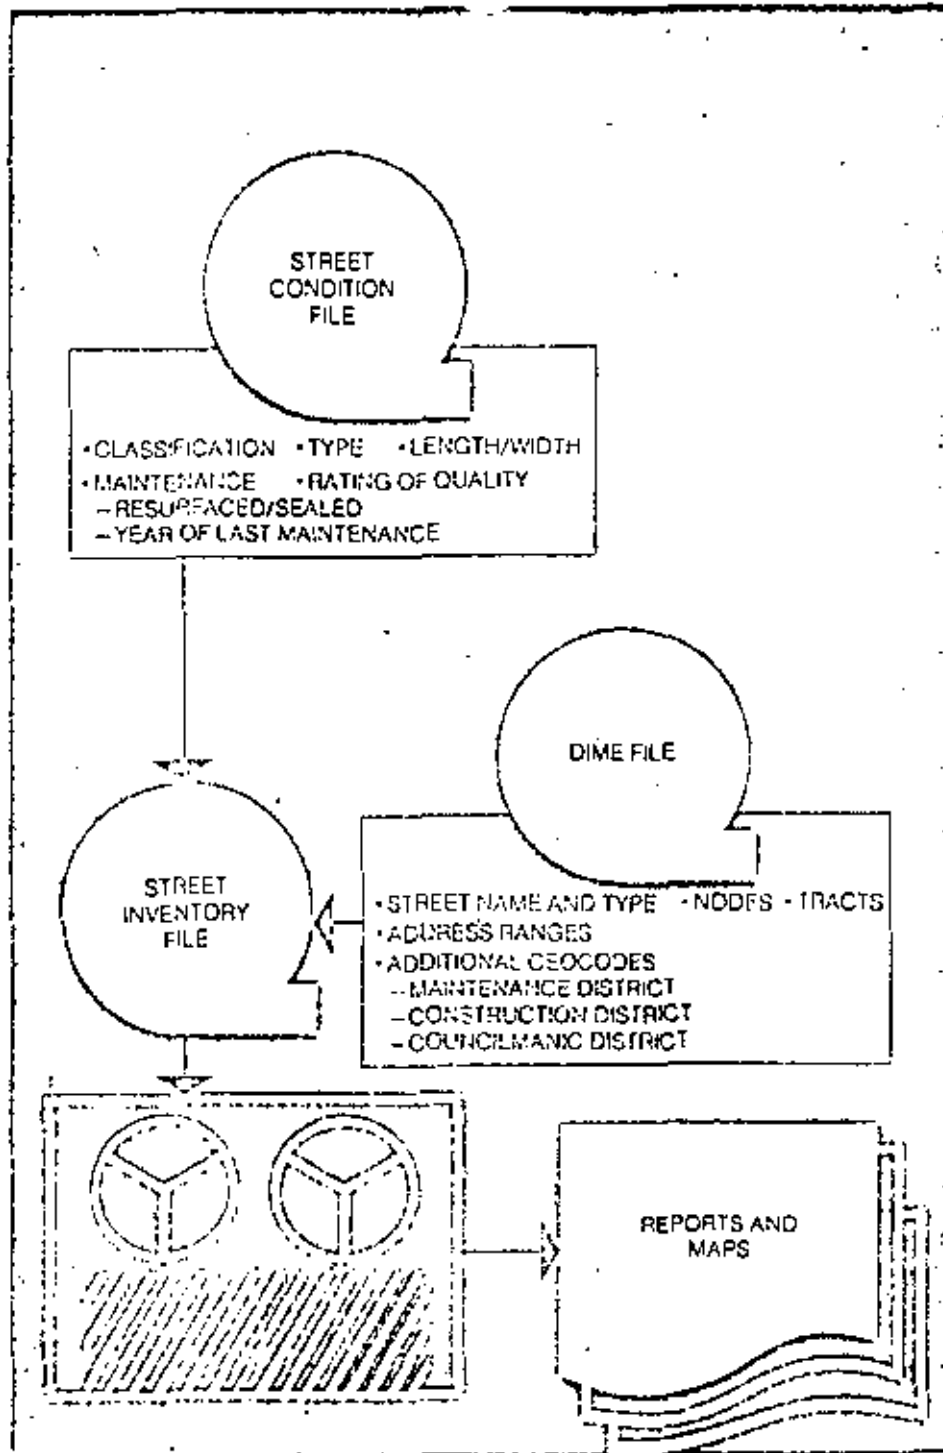 STREET
CONDITION
FILE
•CLASSIFICATION •TYPE •LENGTH/WIDTH
•MAINTENANCE •RATING OF QUALITY
–RESURFACED/SEALED
–YEAR OF LAST MAINTENANCE
DIME FILE
STREET
INVENTORY
FILE
•STREET NAME AND TYPE •NODES •TRACTS
•ADDRESS RANGES
•ADDITIONAL GEOCODES
–MAINTENANCE DISTRICT
–CONSTRUCTION DISTRICT
–COUNCILMANIC DISTRICT
REPORTS AND
MAPS